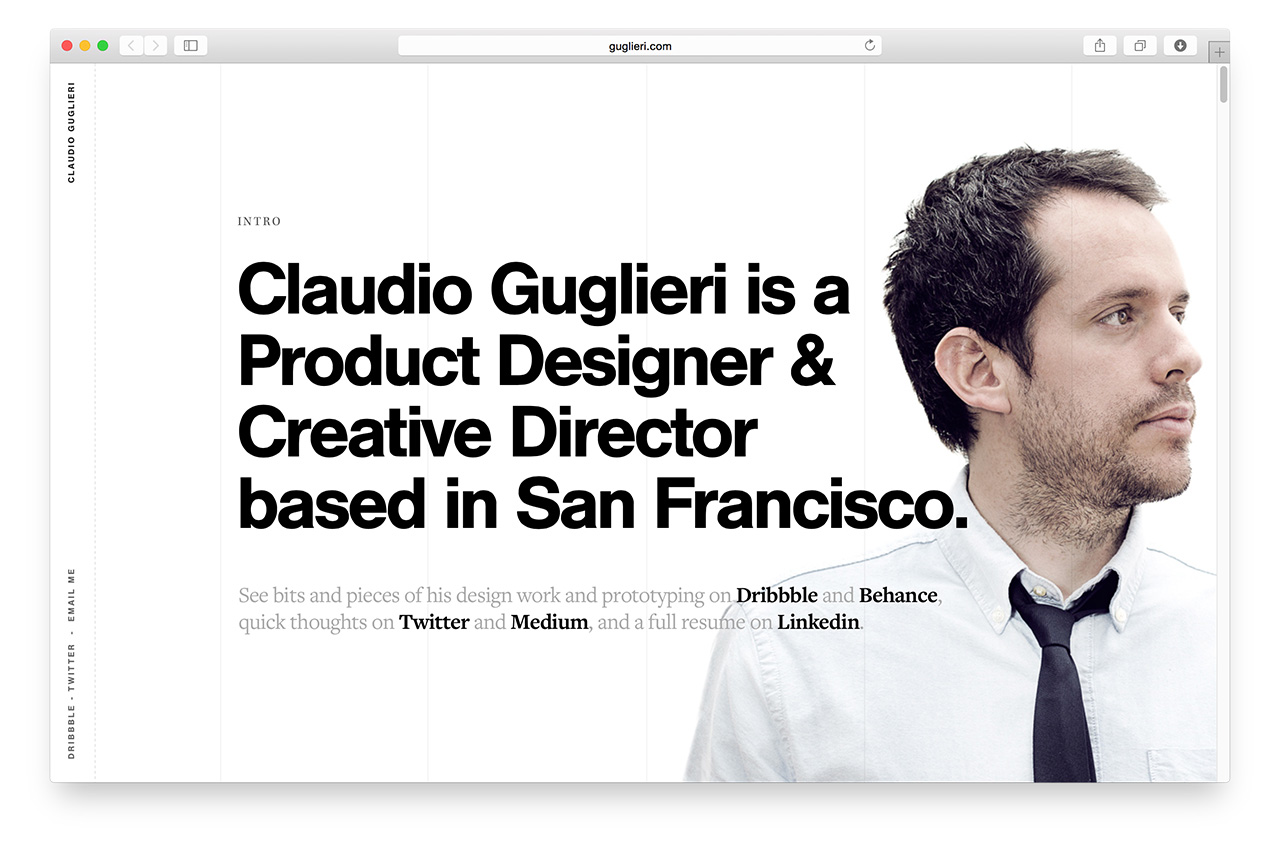 guglieri.com
CLAUDIO GUGLIERI
INTRO
Claudio Guglieri is a
Product Designer &
Creative Director
based in San Francisco.
See bits and pieces of his design work and prototyping on Dribbble and Behance,
quick thoughts on Twitter and Medium, and a full resume on Linkedin.
DRIBBBLE - TWITTER - EMAIL ME